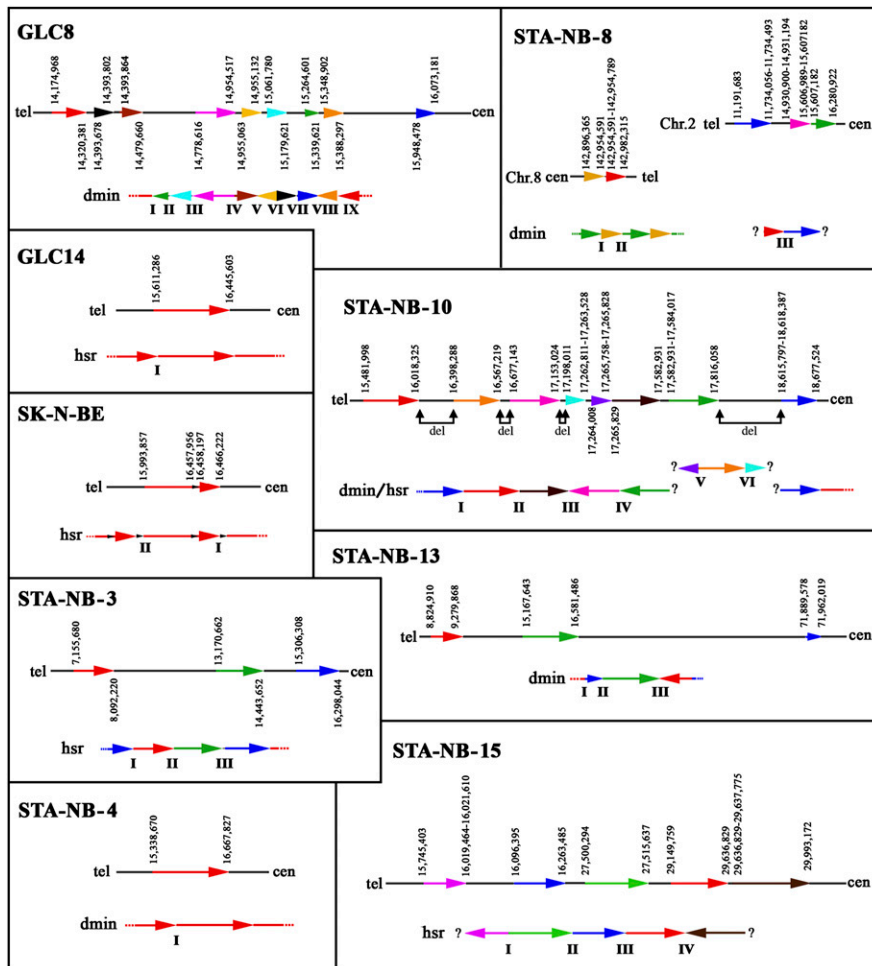 GLC8
14,174,968
14,393,802
14,393,864
14,954,517
14,955,132
15,061,780
15,264,601
15,348,902
16,073,181
tel
cen
14,320,381
14,393,678
14,479,660
14,778,616
14,955,063
15,179,621
15,339,621
15,388,297
15,948,478
dmin
I II III IV V VI VII VIII IX
STA-NB-8
11,191,683
11,734,056-11,734,493
14,930,900-14,931,194
15,606,989-15,607182
15,607,182
16,280,922
Chr.2 tel
cen
142,896,365
142,954,591
142,954,591-142,954,789
142,982,315
Chr.8 cen
tel
dmin
I II
? III ?
GLC14
15,611,286
16,445,603
tel
cen
hsr
I
STA-NB-10
15,481,998
16,018,325
16,398,288
16,567,219
16,677,143
17,153,024
17,198,011
17,262,811-17,263,528
17,265,758-17,265,828
17,582,931
17,582,931-17,584,017
17,816,058
18,615,797-18,618,387
18,677,524
tel
cen
del del del del
17,264,008
17,265,829
dmin/hsr
I II III IV ?
? V VI ?
?
SK-N-BE
15,993,857
16,457,956
16,458,197
16,466,222
tel
cen
hsr
II I
STA-NB-13
8,824,910
9,279,868
15,167,643
16,581,486
71,889,578
71,962,019
tel
cen
dmin
I II III
STA-NB-3
7,155,680
13,170,662
15,306,308
tel
cen
8,092,220
14,443,652
16,298,044
hsr
I II III
STA-NB-15
15,745,403
16,019,464-16,021,610
16,096,395
16,263,485
27,500,294
27,515,637
29,149,759
29,636,829
29,636,829-29,637,775
29,993,172
tel
cen
hsr ? ?
I II III IV
STA-NB-4
15,338,670
16,667,827
tel
cen
dmin
I